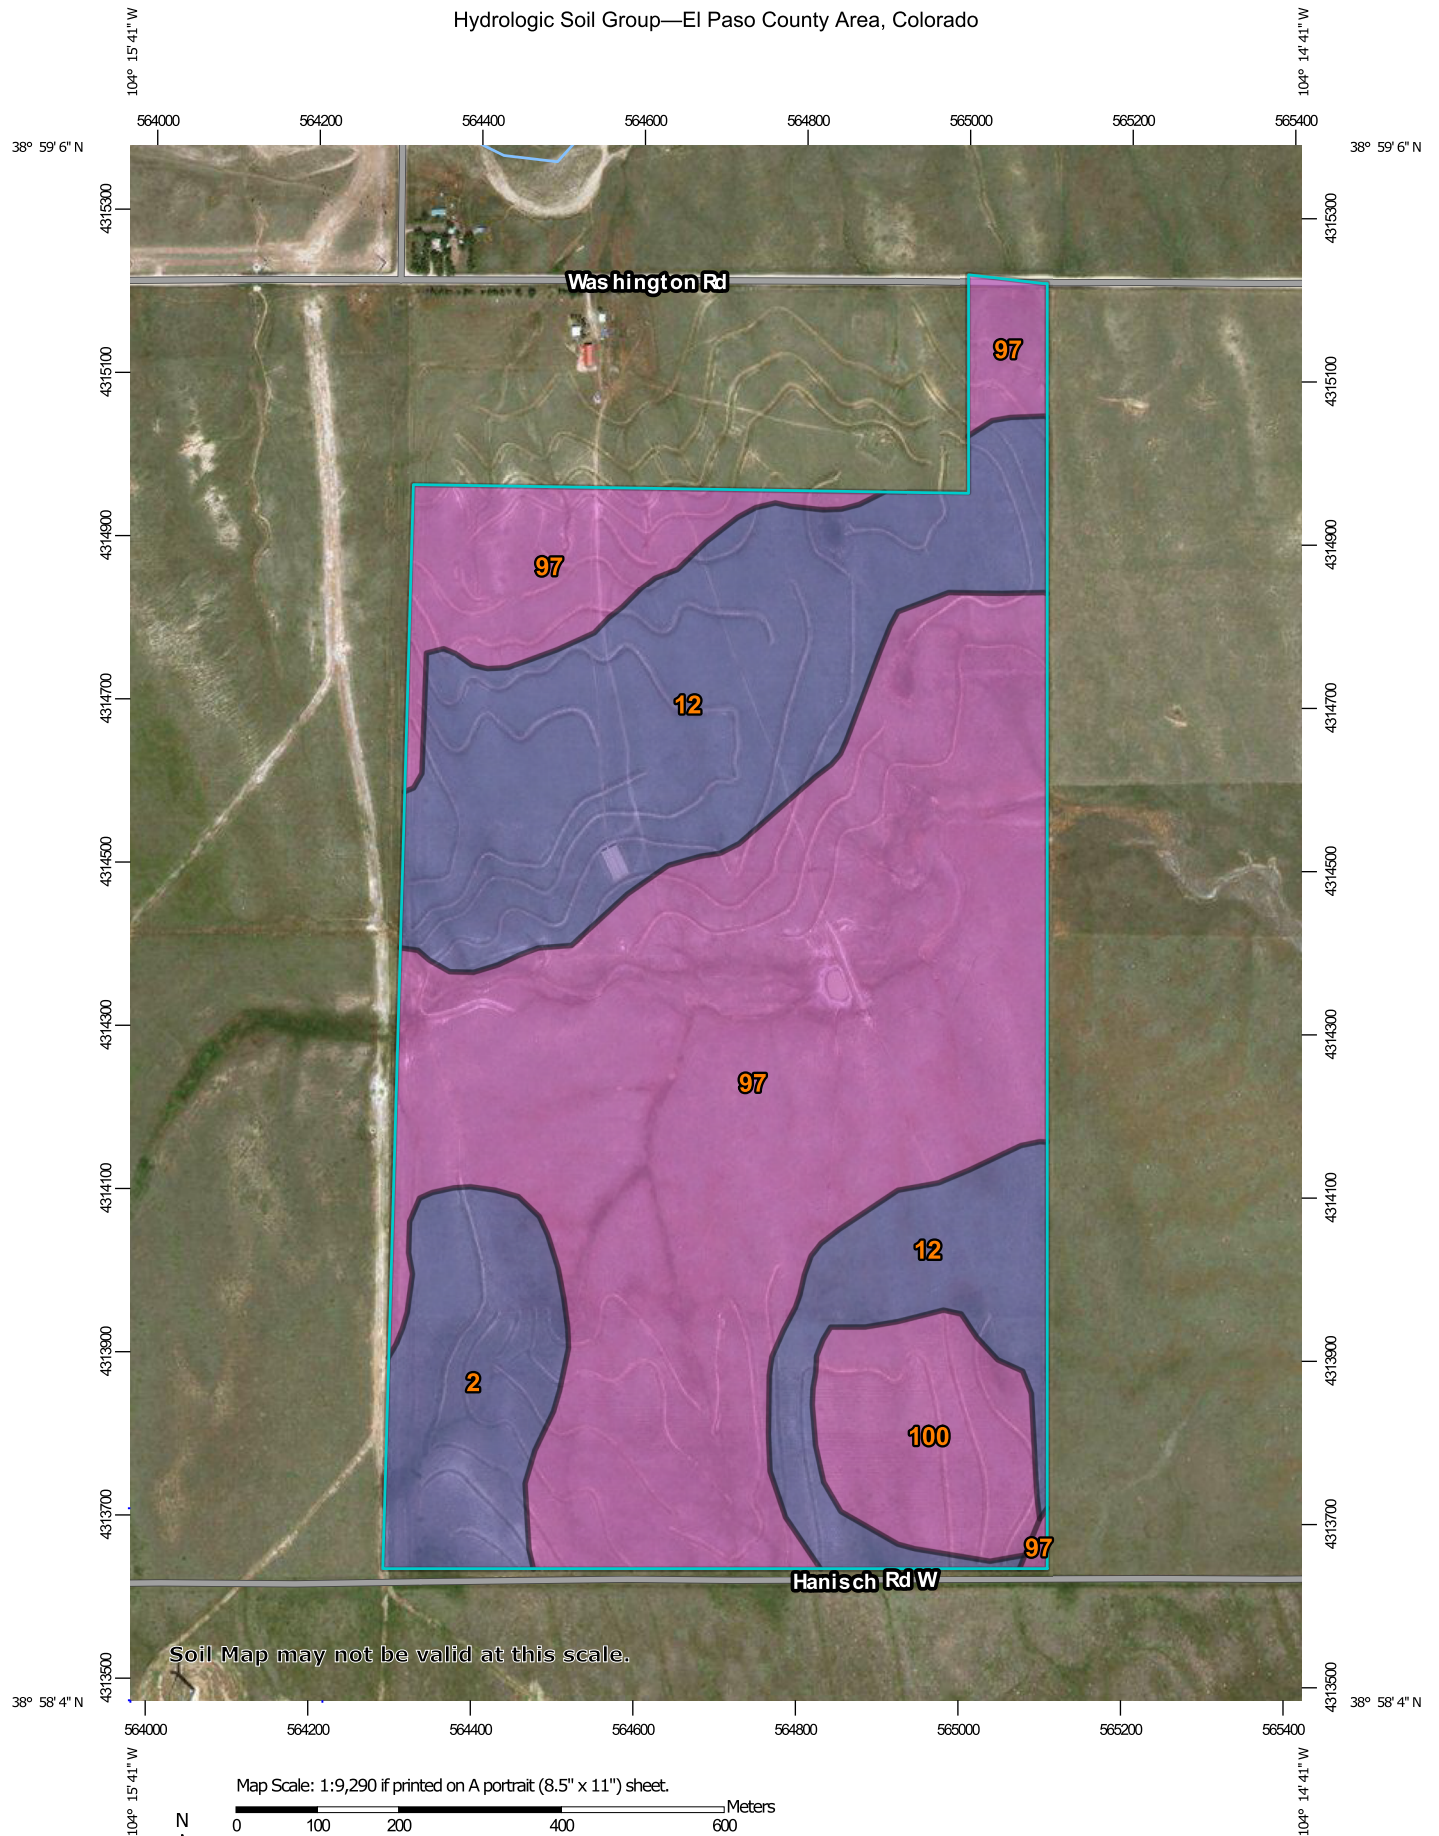 Hydrologic Soil Group—El Paso County Area, Colorado
104° 15' 41" W
104° 14' 41" W
564000 564200 564400 564600 564800 565000 565200 565400
38° 59' 6" N
38° 59' 6" N
4315300
4315300
Washington Rd
97
4315100
4315100
4314900
4314900
97
12
4314700
4314700
4314500
4314500
4314300
4314300
97
4314100
4314100
12
4313900
4313900
2
100
4313700
4313700
97
Hanisch Rd W
Soil Map may not be valid at this scale.
4313500
4313500
38° 58' 4" N
38° 58' 4" N
564000 564200 564400 564600 564800 565000 565200 565400
104° 15' 41" W
104° 14' 41" W
Map Scale: 1:9,290 if printed on A portrait (8.5" x 11") sheet.
Meters
N
0 100 200 400 600